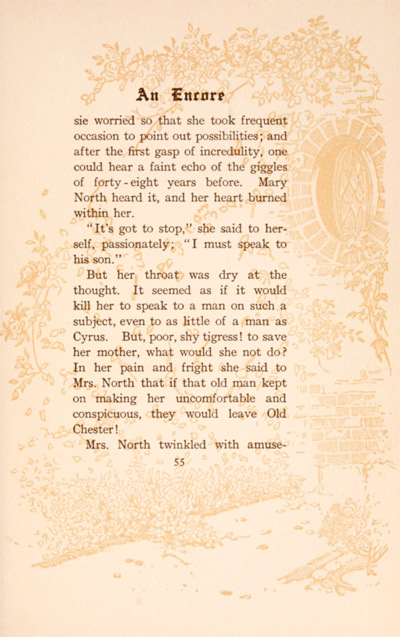 An Encore
sie worried so that she took frequent
occasion to point out possibilities; and
after the first gasp of incredulity, one
could hear a faint echo of the giggles
of forty-eight years before. Mary
North heard it, and her heart burned
within her.
"It's got to stop," she said to her-
self, passionately; "I must speak to
his son."
But her throat was dry at the
thought. It seemed as if it would
kill her to speak to a man on such a
subject, even to as little of a man as
Cyrus. But, poor, shy tigress! to save
her mother, what would she not do?
In her pain and fright she said to
Mrs. North that if that old man kept
on making her uncomfortable and
conspicuous, they would leave Old
Chester!
Mrs. North twinkled with amuse-
55